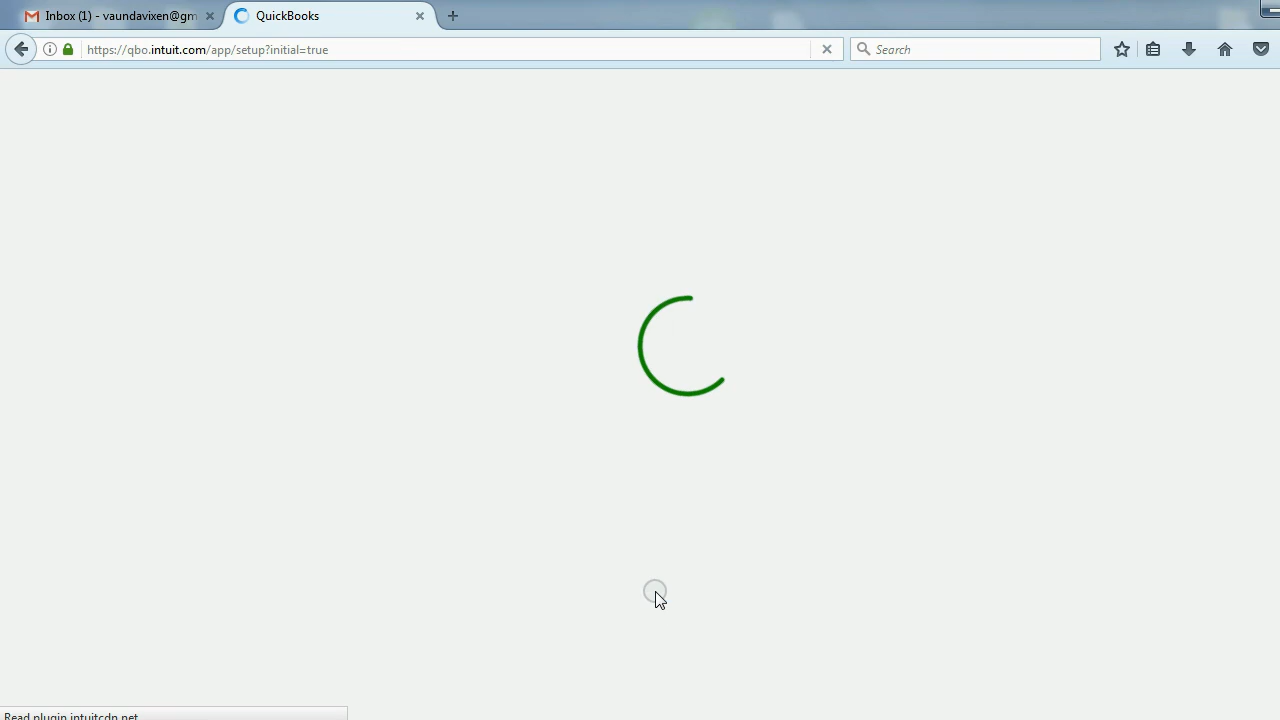 Inbox (1) - vaundavixen@gm
QuickBooks
https://qbo.intuit.com/app/setup?initial=true
Search
Read plugin.intuitcdn.net